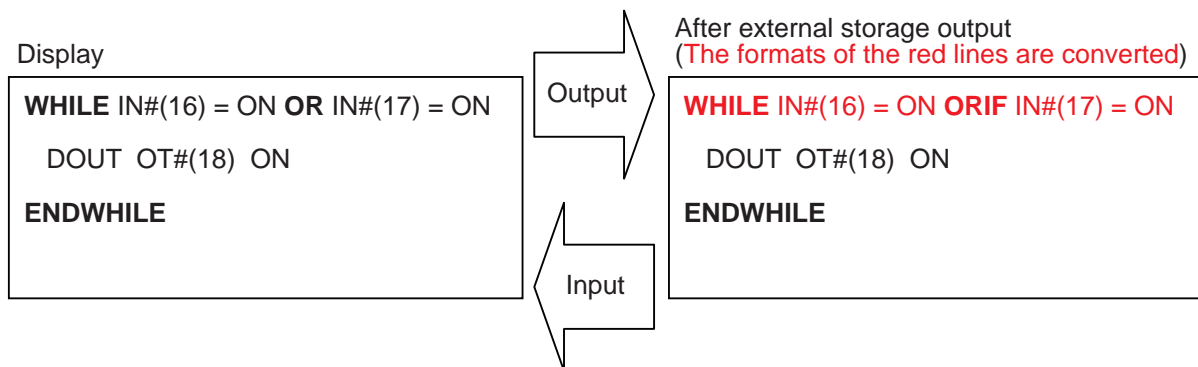 Display
WHILE IN#(16) = ON OR IN#(17) = ON
DOUT OT#(18) ON
ENDWHILE
Output
Input
After external storage output
(The formats of the red lines are converted)
WHILE IN#(16) = ON ORIF IN#(17) = ON
DOUT OT#(18) ON
ENDWHILE